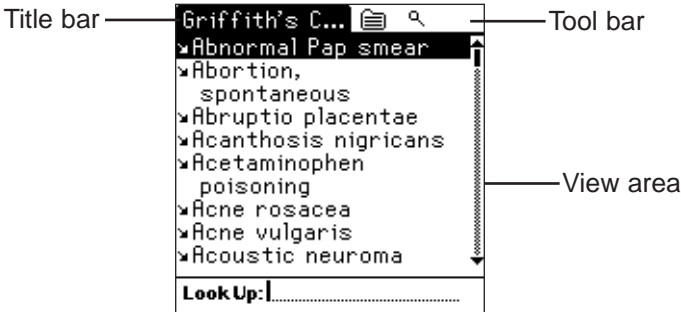 Title bar
Griffith's C...
Tool bar
Abnormal Pap smear
Abortion,
spontaneous
Abruptio placentae
Acanthosis nigricans
Acetaminophen
poisoning
View area
Acne rosacea
Acne vulgaris
Acoustic neuroma
Look Up: